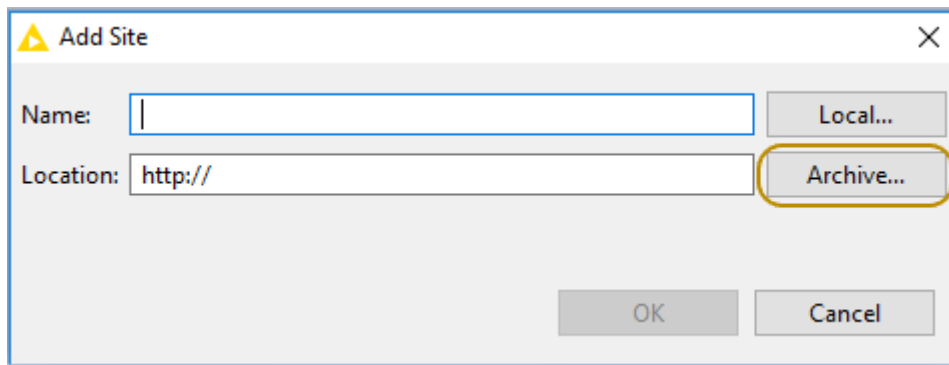 Add Site
Name: Local...
Location: http:// Archive...
OK Cancel